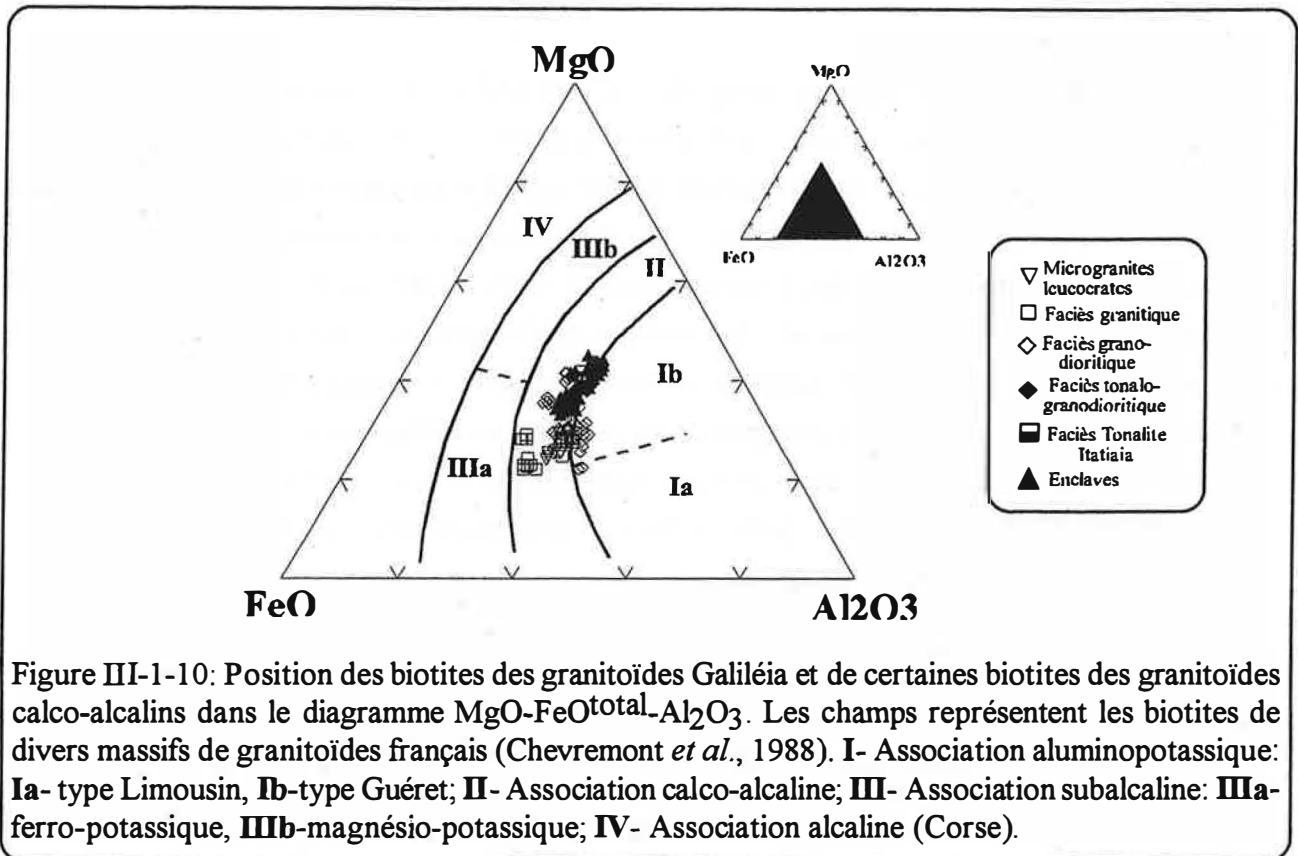 MgO
MgO
FeO
Al2O3
IV
IIIb
II
Ib
IIIa
Ia
FeO
Al2O3
Microgranites
leucocrates
Faciès granitique
Faciès grano-
dioritique
Faciès tonalo-
granodioritique
Faciès Tonalite
Itatiaia
Enclaves
Figure III-1-10: Position des biotites des granitoïdes Galiléia et de certaines biotites des granitoïdes
calco-alcalins dans le diagramme MgO-FeOtotal-Al2O3. Les champs représentent les biotites de
divers massifs de granitoïdes français (Chevremont et al., 1988). I- Association aluminopotassique:
Ia- type Limousin, Ib-type Guéret; II- Association calco-alcaline; III- Association subalcaline: IIIa-
ferro-potassique, IIIb-magnésio-potassique; IV- Association alcaline (Corse).